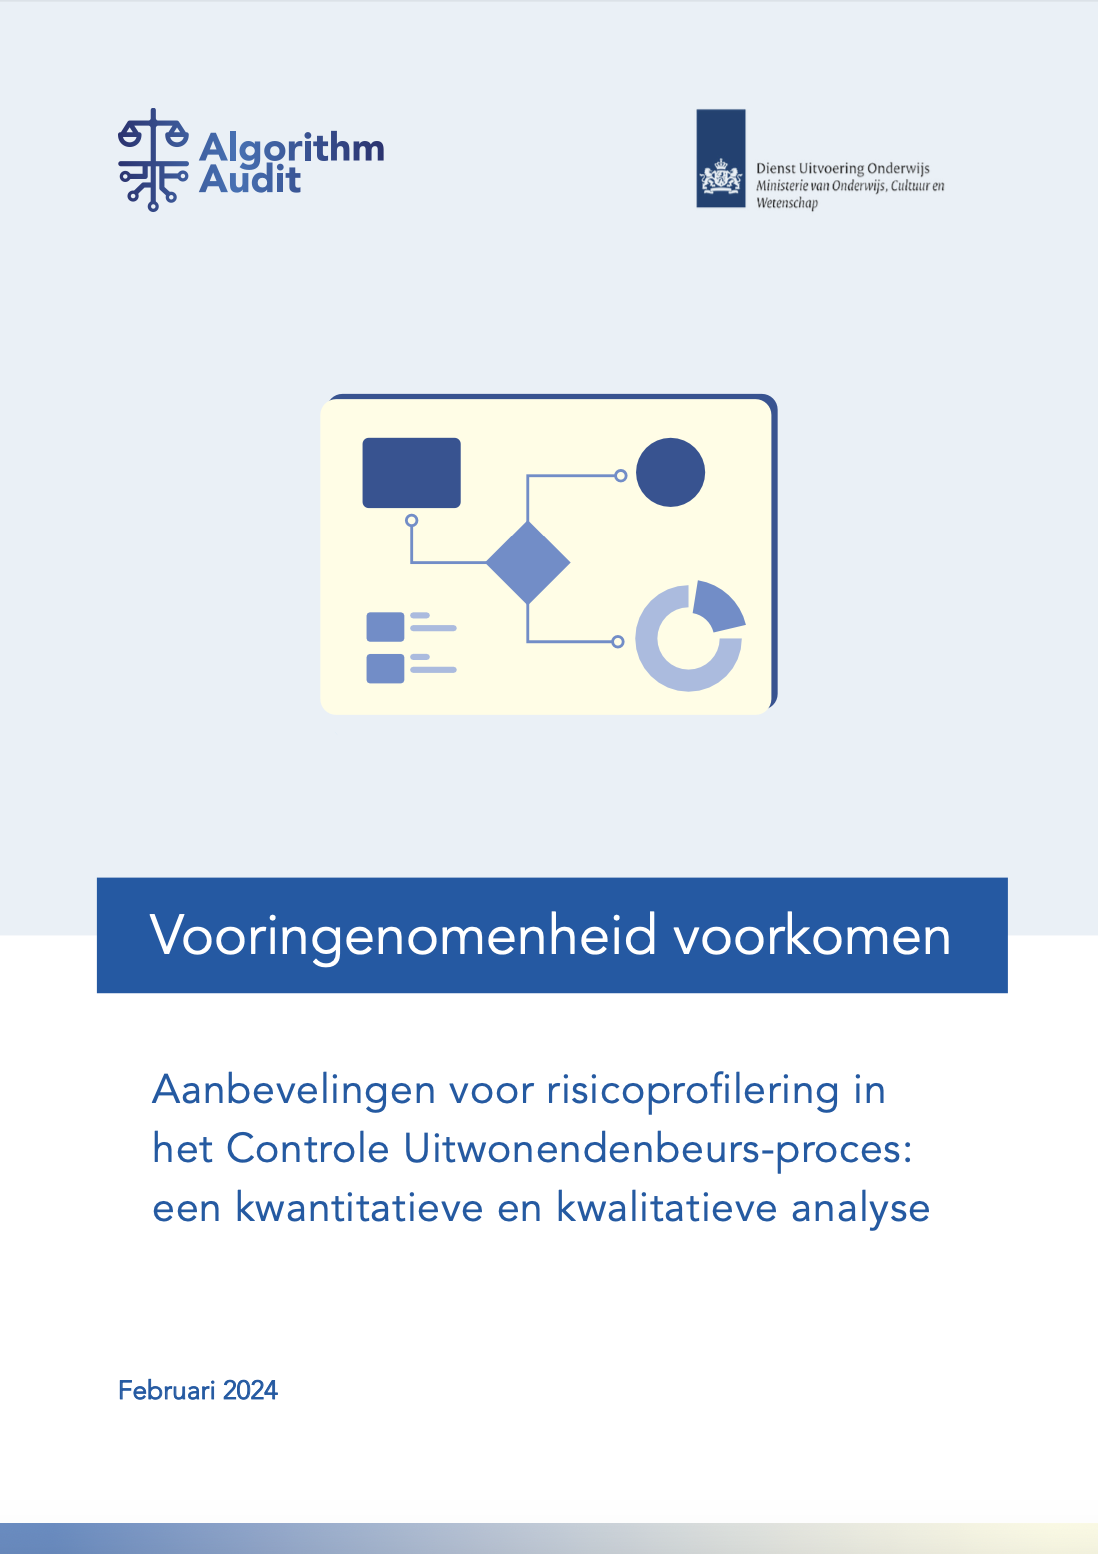 Algorithm
Audit
Dienst Uitvoering Onderwijs
Ministerie van Onderwijs, Cultuur en
Wetenschap
Vooringenomenheid voorkomen
Aanbevelingen voor risicoprofilering in
het Controle Uitwonendenbeurs-proces:
een kwantitatieve en kwalitatieve analyse
Februari 2024